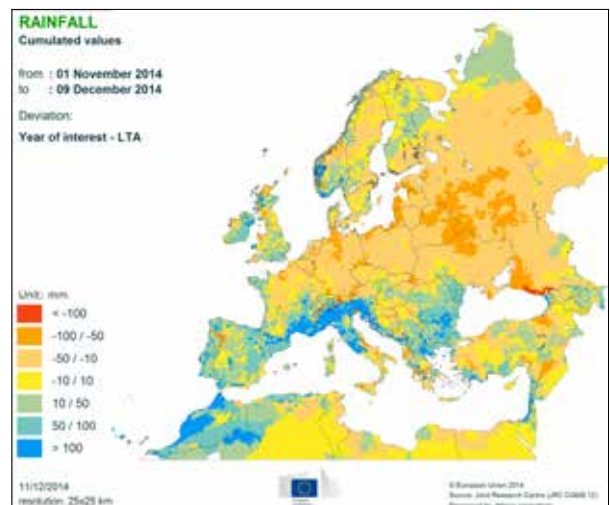 RAINFALL
Cumulated values
from : 01 November 2014
to : 09 December 2014
Deviation:
Year of interest - LTA
Unit: mm
< -100
-100 / -50
-50 / -10
-10 / 10
10 / 50
50 / 100
> 100
11/12/2014
resolution: 25x25 km
© European Union 2014
Source: Joint Research Centre